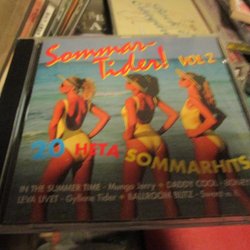 Sommar-
Tider! VOL 2
20 HETA SOMMARHITS
IN THE SUMMER TIME - Mungo Jerry + DADDY COOL - BONEY
LEVA LIVET - Gyllene Tider + BALLROOM BLITZ - Sweet